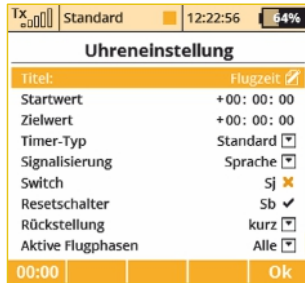 Tx Standard 12:22:56 64%
Uhreneinstellung
Titel: Flugzeit
Startwert +00: 00: 00
Zielwert +00: 00: 00
Timer-Typ Standard
Signalisierung Sprache
Switch Sj
Resetschalter Sb
Rückstellung kurz
Aktive Flugphasen Alle
00:00 Ok